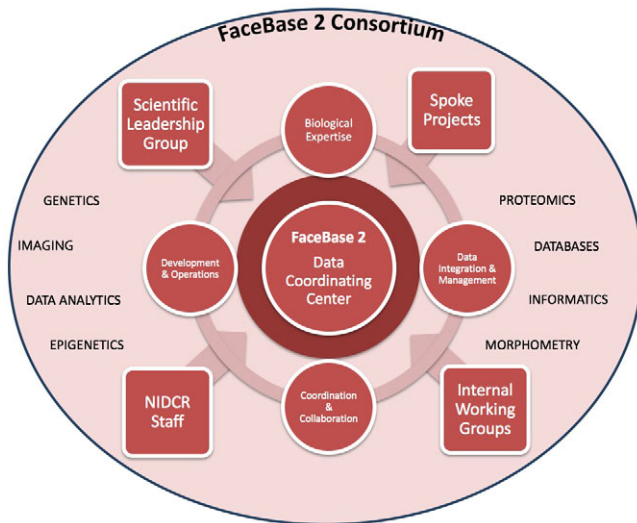 FaceBase 2 Consortium
Scientific
Leadership
Group
Biological
Expertise
Spoke
Projects
GENETICS
IMAGING
DATA ANALYTICS
EPIGENETICS
Development
& Operations
FaceBase 2
Data
Coordinating
Center
Data
Integration &
Management
PROTEOMICS
DATABASES
INFORMATICS
MORPHOMETRY
NIDCR
Staff
Coordination
&
Collaboration
Internal
Working
Groups